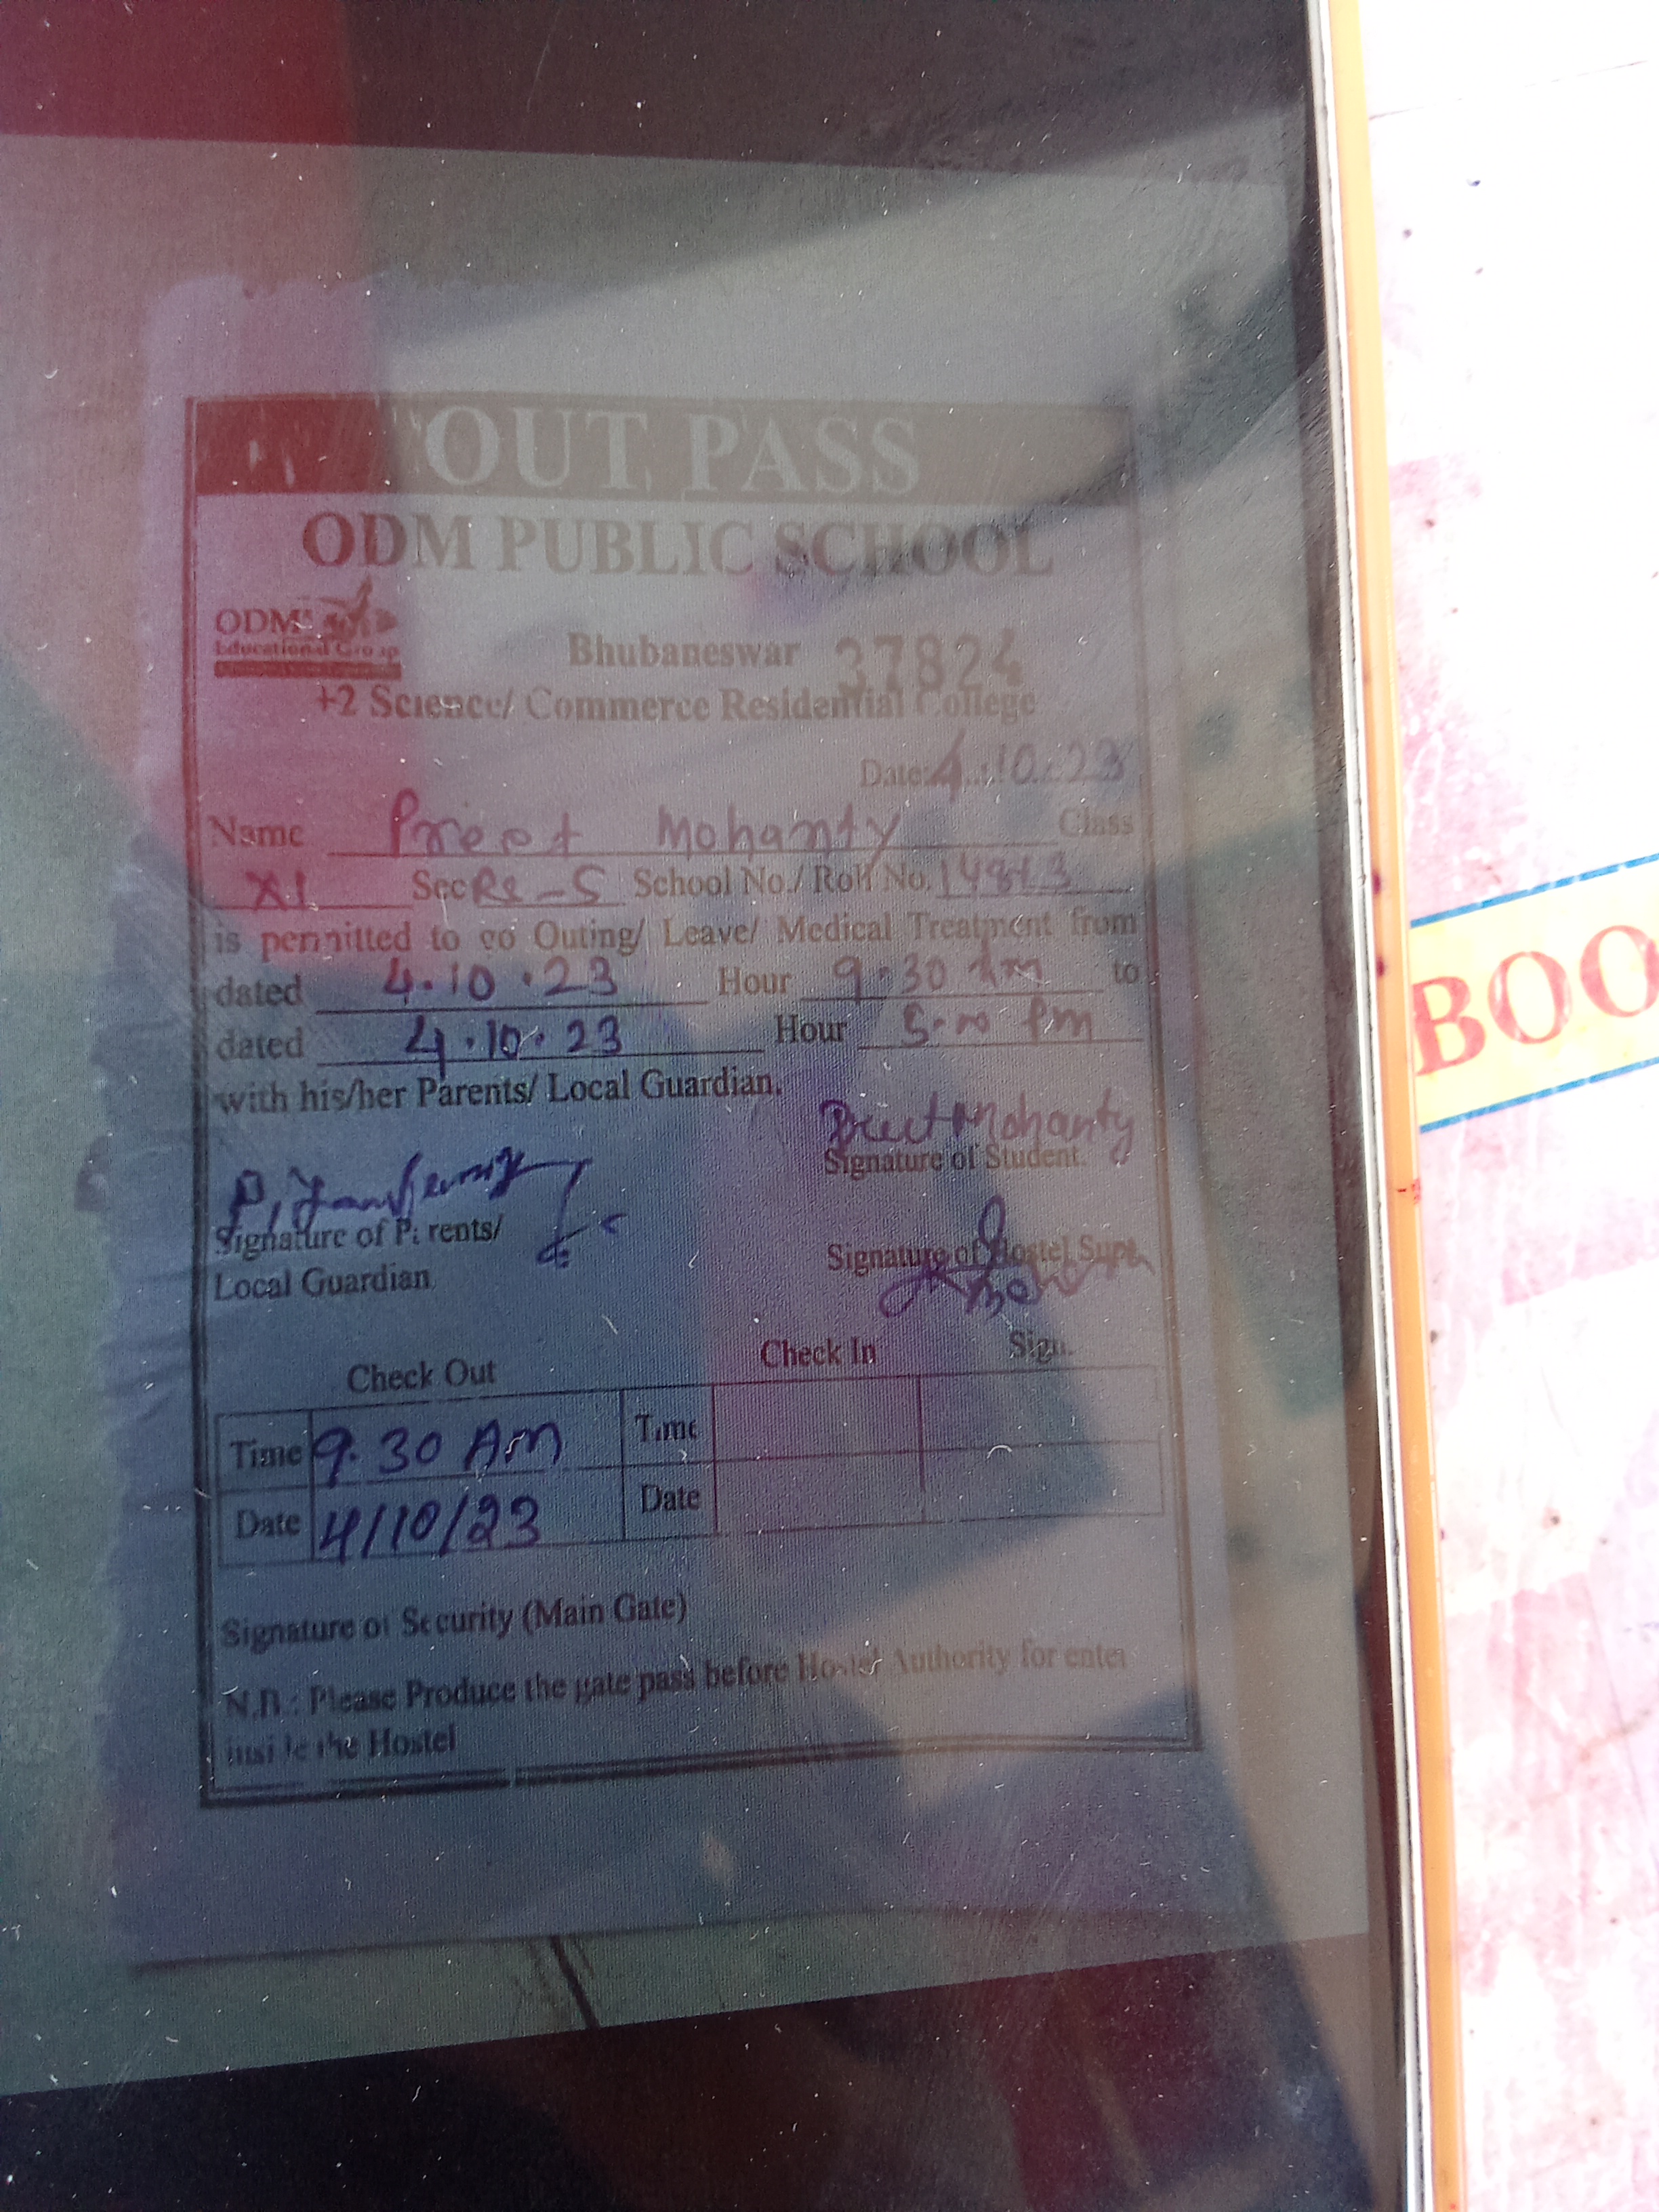 OUT PASS
ODM PUBLIC SCHOOL
ODM
Educational Group
Bhubaneswar 37824
+2 Science/ Commerce Residential College
Date: 4.10.23
Name Preet Mohanty Class
XI Sec RS-S School No./ Roll No. 14843
is permitted to go Outing/ Leave/ Medical Treatment from
dated 4.10.23 Hour 9.30 Am to
dated 4.10.23 Hour 5.00 Pm
with his/her Parents/ Local Guardian.
Preet Mohanty
Signature of Student
Signature of Parents/
Local Guardian
Signature of Hostel Supt.
Check Out Check In Sign.
Time 9.30 Am Time
Date 4/10/23 Date
Signature of Security (Main Gate)
N.B.: Please Produce the gate pass before Hostel Authority for enter
inside the Hostel
BOO